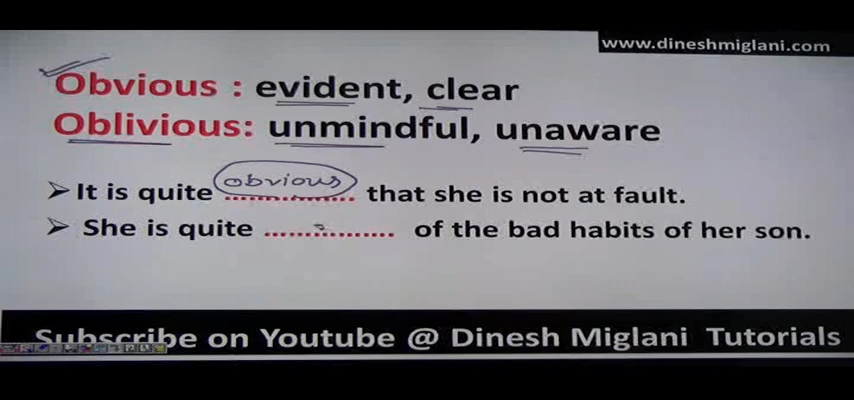 www.dineshmiglani.com
Obvious : evident, clear
Oblivious: unmindful, unaware
➢ It is quite obvious that she is not at fault.
➢ She is quite ................ of the bad habits of her son.
Subscribe on Youtube @ Dinesh Miglani Tutorials